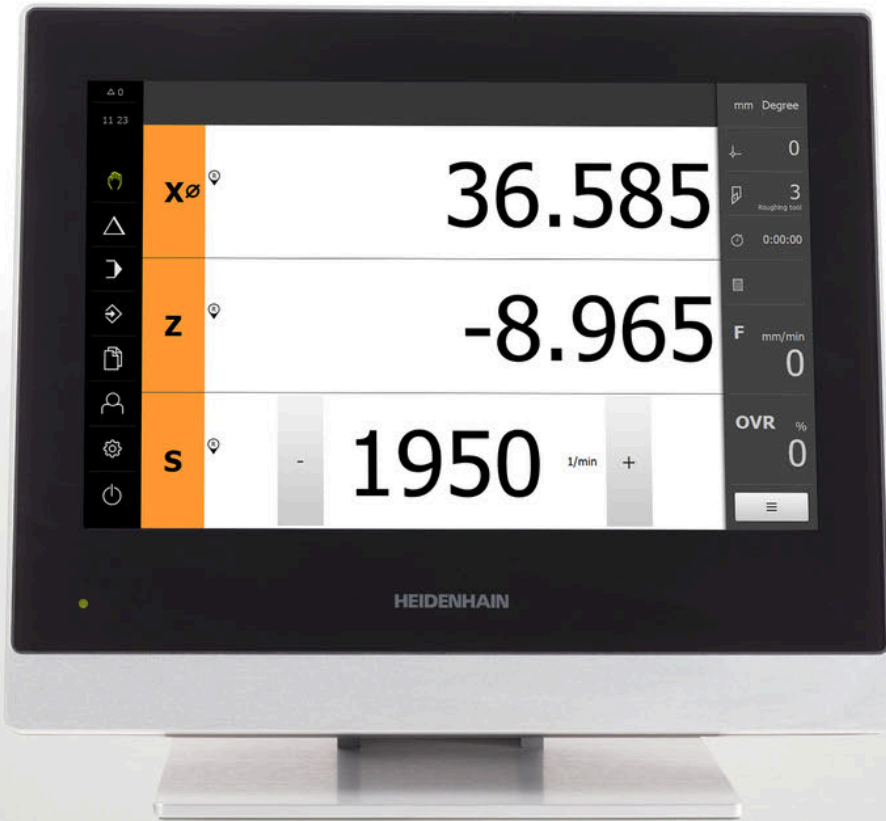 △ 0
11 23
X⌀
R
36.585
Z
R
-8.965
S
R
-
1950
1/min
+
mm Degree
0
3
Roughing tool
0:00:00
F
mm/min
0
OVR
%
0
HEIDENHAIN